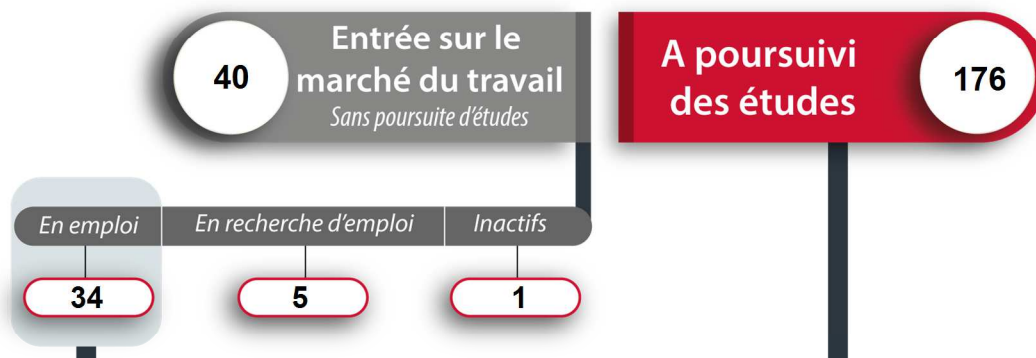 40
Entrée sur le
marché du travail
Sans poursuite d'études
A poursuivi
des études
176
En emploi
En recherche d'emploi
Inactifs
34
5
1